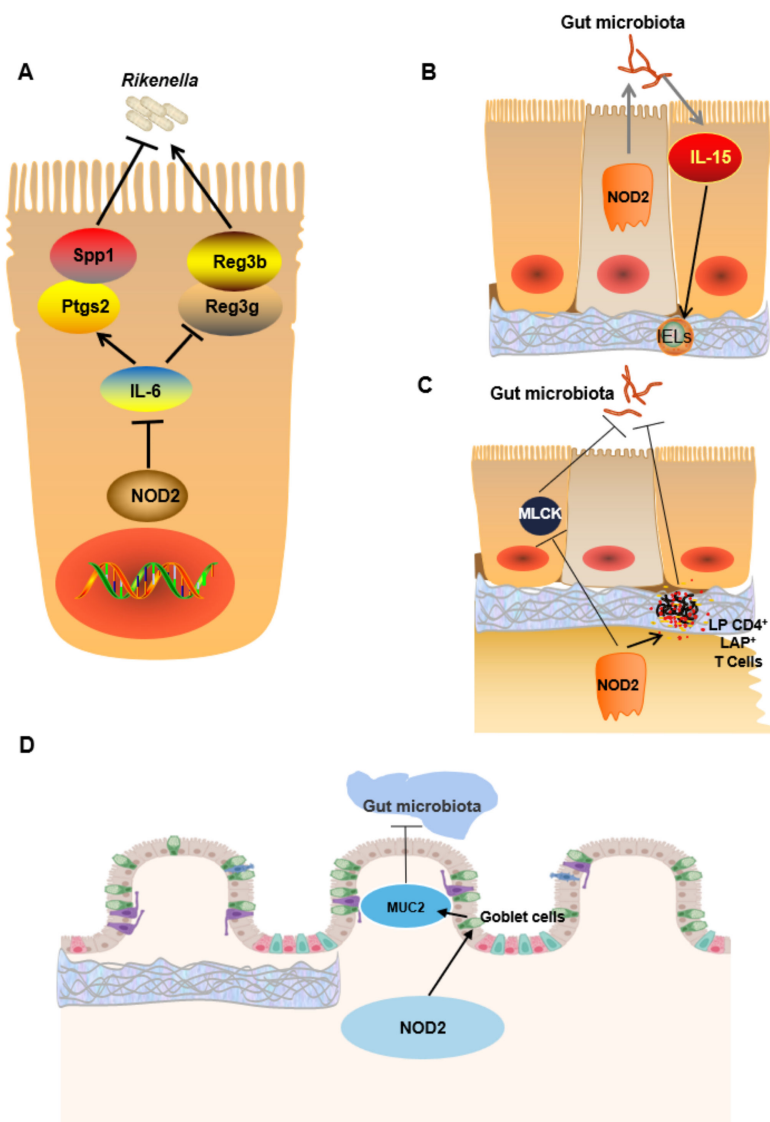 A
Rikenella
Spp1
Ptgs2
Reg3b
Reg3g
IL-6
NOD2
B
Gut microbiota
IL-15
NOD2
IELs
C
Gut microbiota
MLCK
LP CD4⁺
LAP⁺
T Cells
NOD2
D
Gut microbiota
MUC2
Goblet cells
NOD2